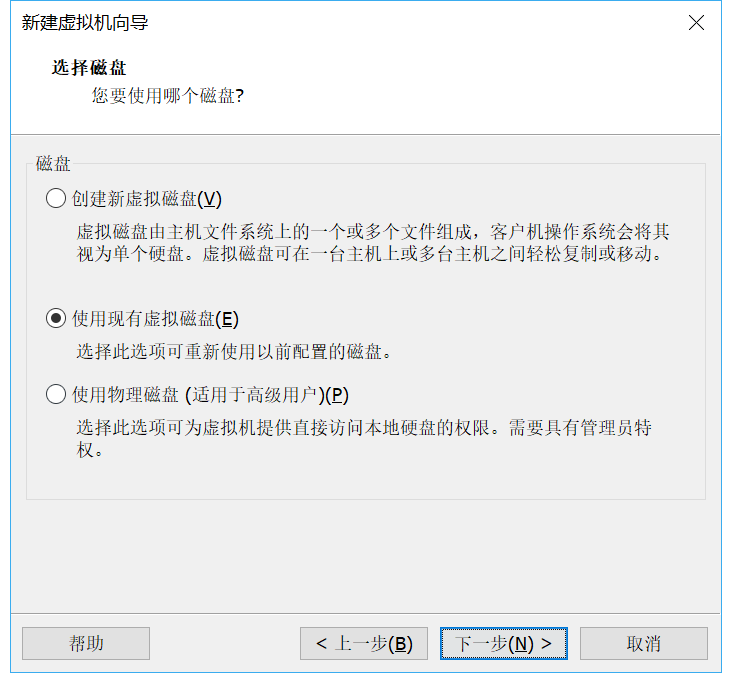 新建虚拟机向导
选择磁盘
您要使用哪个磁盘?
磁盘
创建新虚拟磁盘(V)
虚拟磁盘由主机文件系统上的一个或多个文件组成，客户机操作系统会将其
视为单个硬盘。虚拟磁盘可在一台主机上或多台主机之间轻松复制或移动。
使用现有虚拟磁盘(E)
选择此选项可重新使用以前配置的磁盘。
使用物理磁盘 (适用于高级用户)(P)
选择此选项可为虚拟机提供直接访问本地硬盘的权限。需要具有管理员特
权。
帮助
< 上一步(B)
下一步(N) >
取消